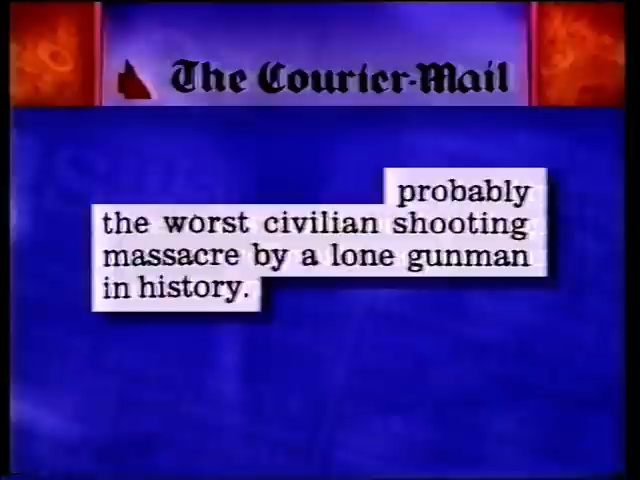 The Courier-Mail
probably
the worst civilian shooting
massacre by a lone gunman
in history.